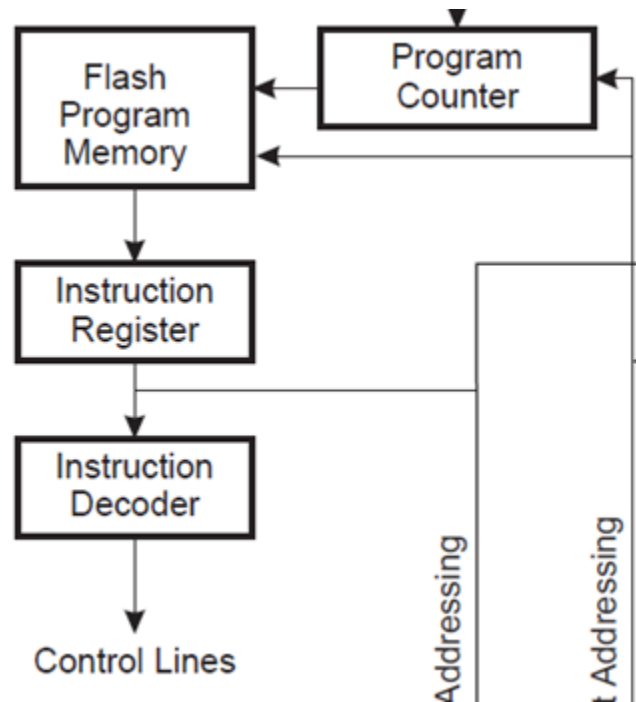 Flash
Program
Memory
Program
Counter
Instruction
Register
Instruction
Decoder
Control Lines
Addressing
t Addressing